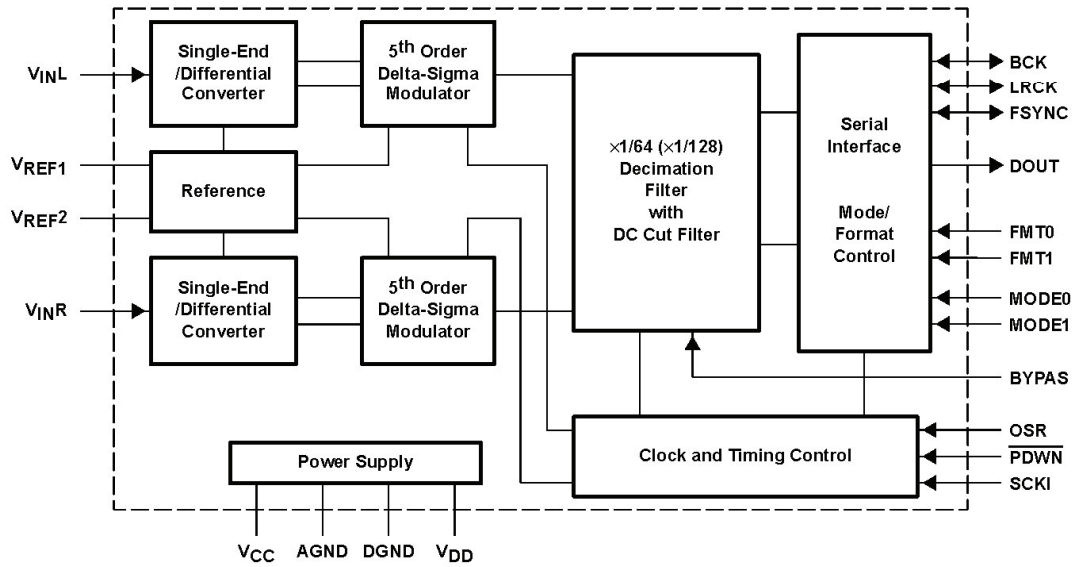 Single-End
/Differential
Converter
5th Order
Delta-Sigma
Modulator
VINL
VREF1
VREF2
Reference
VINR
Single-End
/Differential
Converter
5th Order
Delta-Sigma
Modulator
×1/64 (×1/128)
Decimation
Filter
with
DC Cut Filter
Serial
Interface
Mode/
Format
Control
BCK
LRCK
FSYNC
DOUT
FMT0
FMT1
MODE0
MODE1
BYPAS
OSR
PDWN
SCKI
Clock and Timing Control
Power Supply
VCC
AGND
DGND
VDD